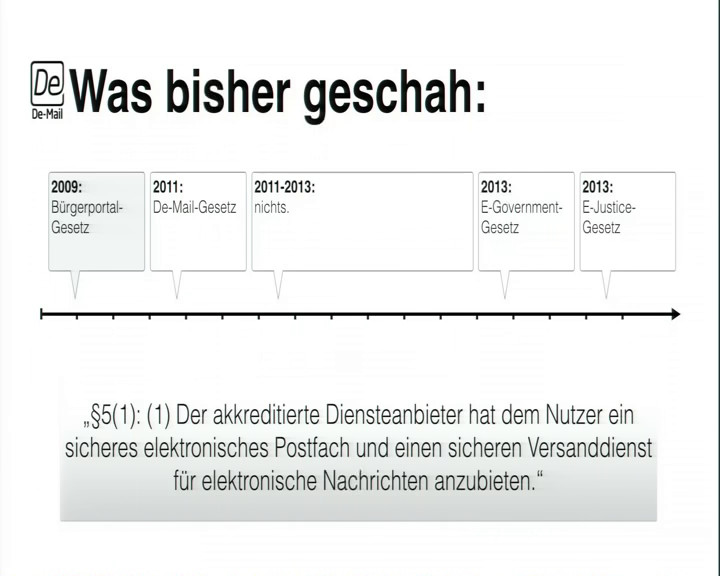 De
De-Mail
Was bisher geschah:
2009:
Bürgerportal-
Gesetz
2011:
De-Mail-Gesetz
2011-2013:
nichts.
2013:
E-Government-
Gesetz
2013:
E-Justice-
Gesetz
„§5(1): (1) Der akkreditierte Diensteanbieter hat dem Nutzer ein
sicheres elektronisches Postfach und einen sicheren Versanddienst
für elektronische Nachrichten anzubieten.“